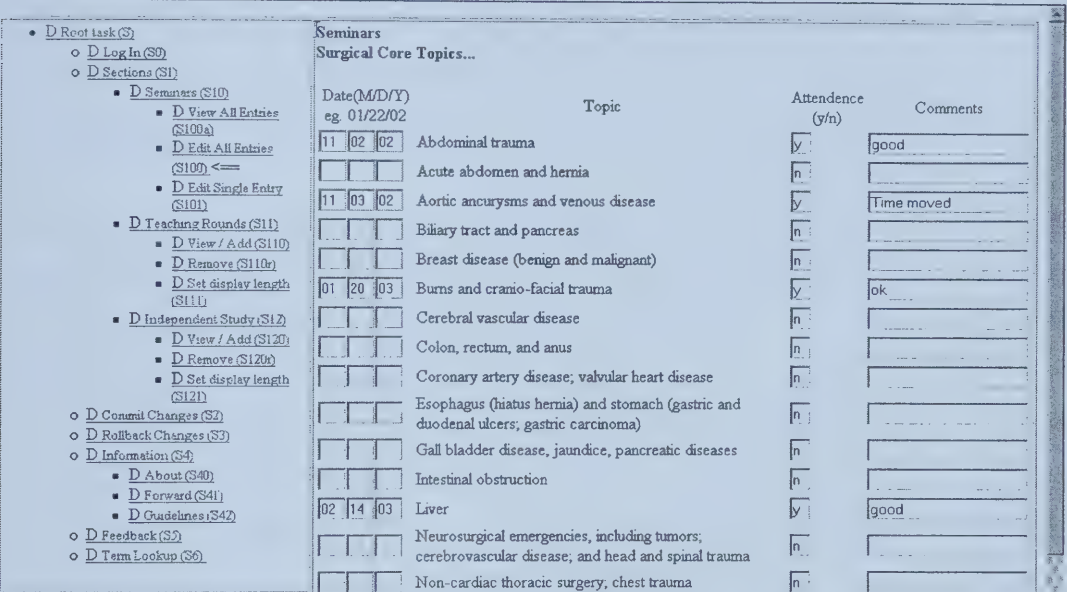 D Root task (S)
D Log In (S0)
D Sections (S1)
D Seminars (S10)
D View All Entries
(S100a)
D Edit All Entries
(S100) <==
D Edit Single Entry
(S101)
D Teaching Rounds (S11)
D View / Add (S110)
D Remove (S110r)
D Set display length
(S111)
D Independent Study (S12)
D View / Add (S120)
D Remove (S120r)
D Set display length
(S121)
D Commit Changes (S2)
D Rollback Changes (S3)
D Information (S4)
D About (S40)
D Forward (S41)
D Guidelines (S42)
D Feedback (S5)
D Term Lookup (S6)
Seminars
Surgical Core Topics...
Date(M/D/Y) Topic Attendence Comments
eg. 01/22/02 (y/n)
11 02 02 Abdominal trauma y good
Acute abdomen and hernia n
11 03 02 Aortic ancurysms and venous disease y Time moved
Biliary tract and pancreas n
Breast disease (benign and malignant) n
01 20 03 Burns and cranio-facial trauma y ok
Cerebral vascular disease n
Colon, rectum, and anus n
Coronary artery disease; valvular heart disease n
Esophagus (hiatus hernia) and stomach (gastric and
duodenal ulcers; gastric carcinoma) n
Gall bladder disease, jaundice, pancreatic diseases n
Intestinal obstruction n
02 14 03 Liver y good
Neurosurgical emergencies, including tumors;
cerebrovascular disease; and head and spinal trauma n
Non-cardiac thoracic surgery; chest trauma n